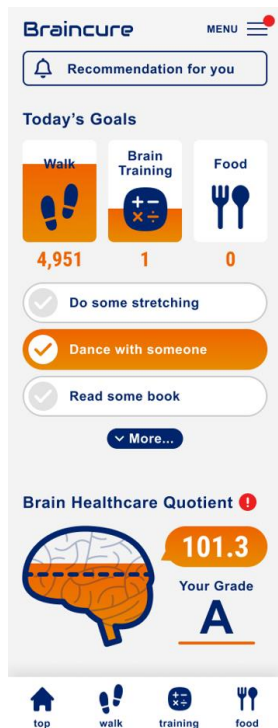 Braincure
MENU
Recommendation for you
Today's Goals
Walk
Brain
Training
Food
4,951
1
0
Do some stretching
Dance with someone
Read some book
More...
Brain Healthcare Quotient
101.3
Your Grade
A
top
walk
training
food